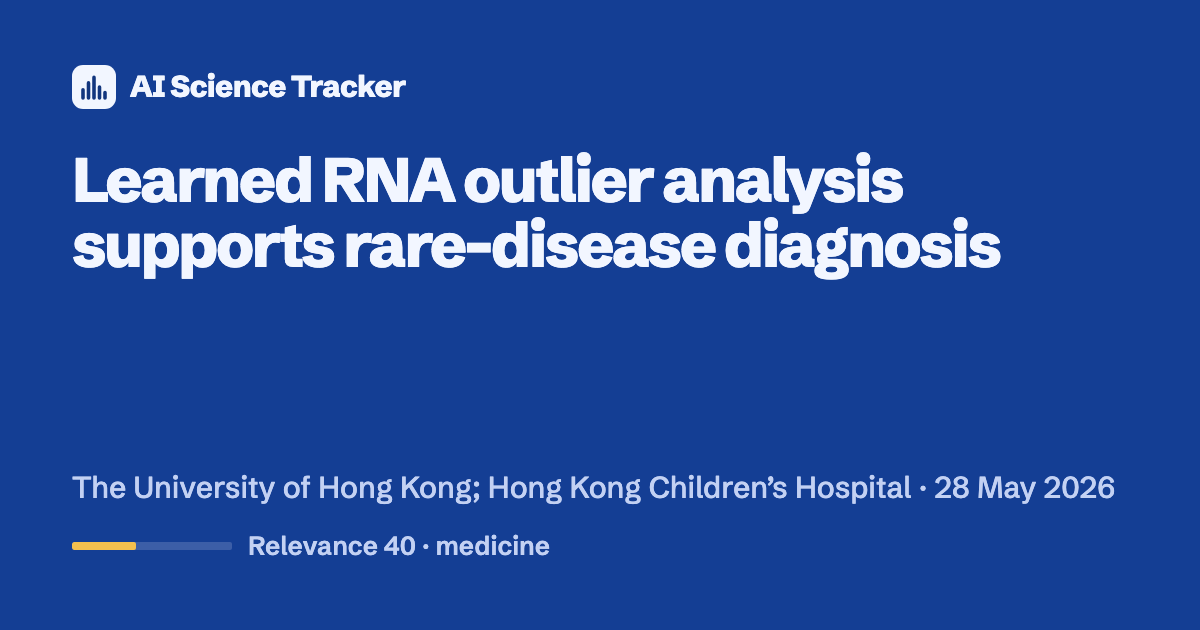 AI Science Tracker
Learned RNA outlier analysis
supports rare-disease diagnosis
The University of Hong Kong; Hong Kong Children’s Hospital · 28 May 2026
Relevance 40 · medicine